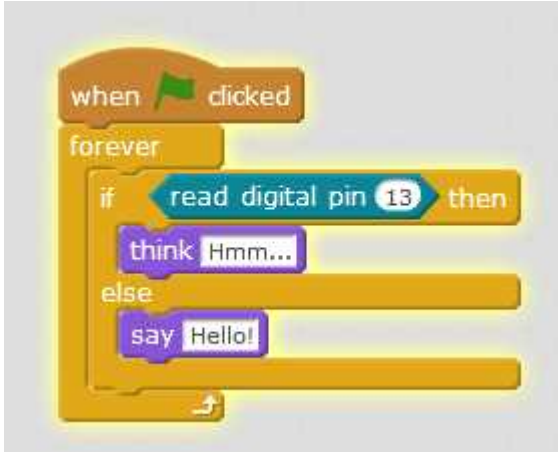 when clicked
forever
if read digital pin 13 then
think Hmm...
else
say Hello!